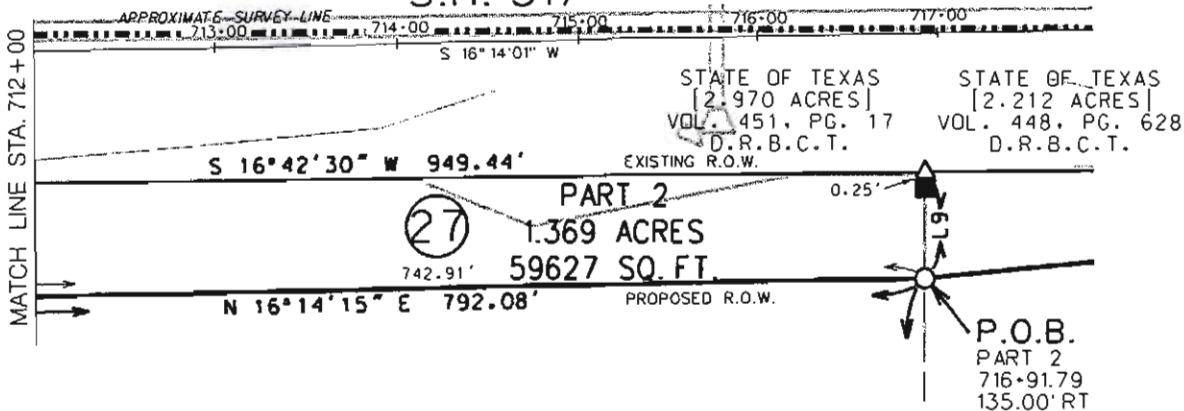 APPROXIMATE SURVEY LINE
713+00
714+00
715+00
716+00
717+00
S 16°14'01" W
MATCH LINE STA. 712+00
STATE OF TEXAS
[2.970 ACRES]
VOL. 451, PG. 17
D.R.B.C.T.
STATE OF TEXAS
[2.212 ACRES]
VOL. 448, PG. 628
D.R.B.C.T.
S 16°42'30" W 949.44'
EXISTING R.O.W.
0.25'
PART 2
27
1.369 ACRES
742.91'
59627 SQ.FT.
L9
N 16°14'15" E 792.08'
PROPOSED R.O.W.
P.O.B.
PART 2
716+91.79
135.00' RT